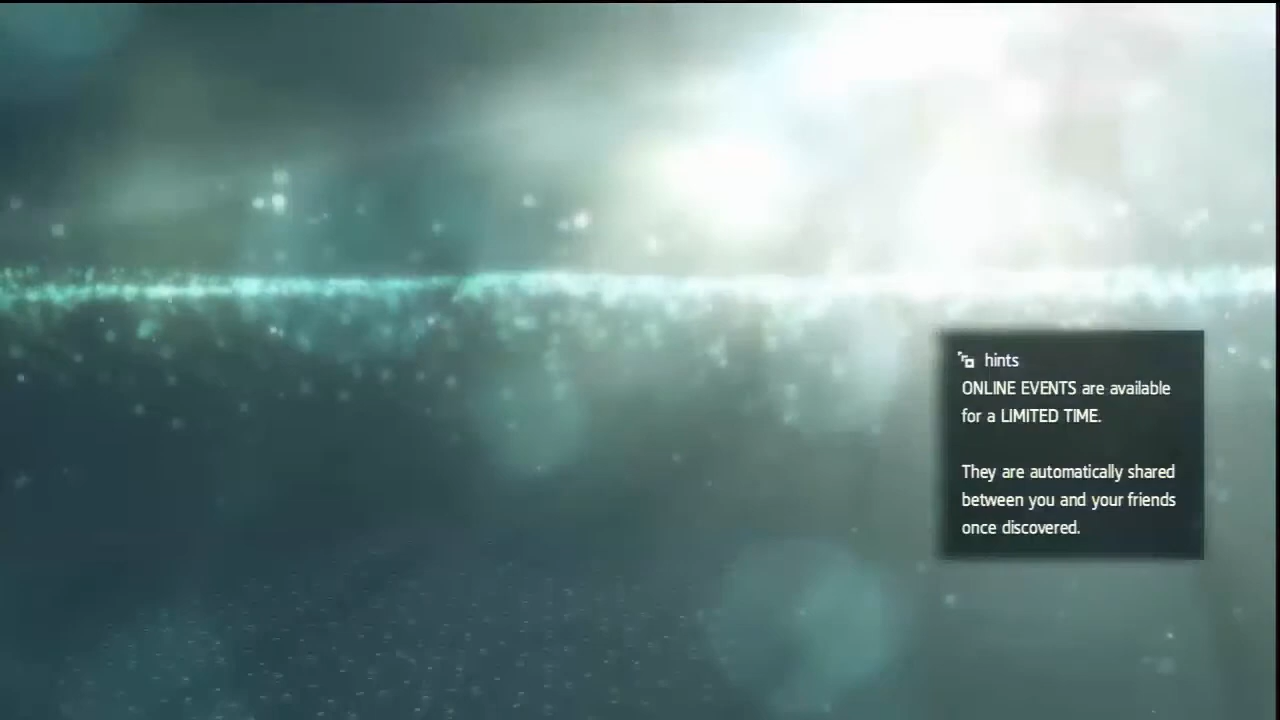 hints
ONLINE EVENTS are available
for a LIMITED TIME.
They are automatically shared
between you and your friends
once discovered.